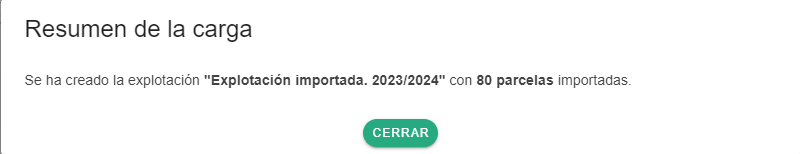 Resumen de la carga
Se ha creado la explotación "Explotación importada. 2023/2024" con 80 parcelas importadas.
CERRAR